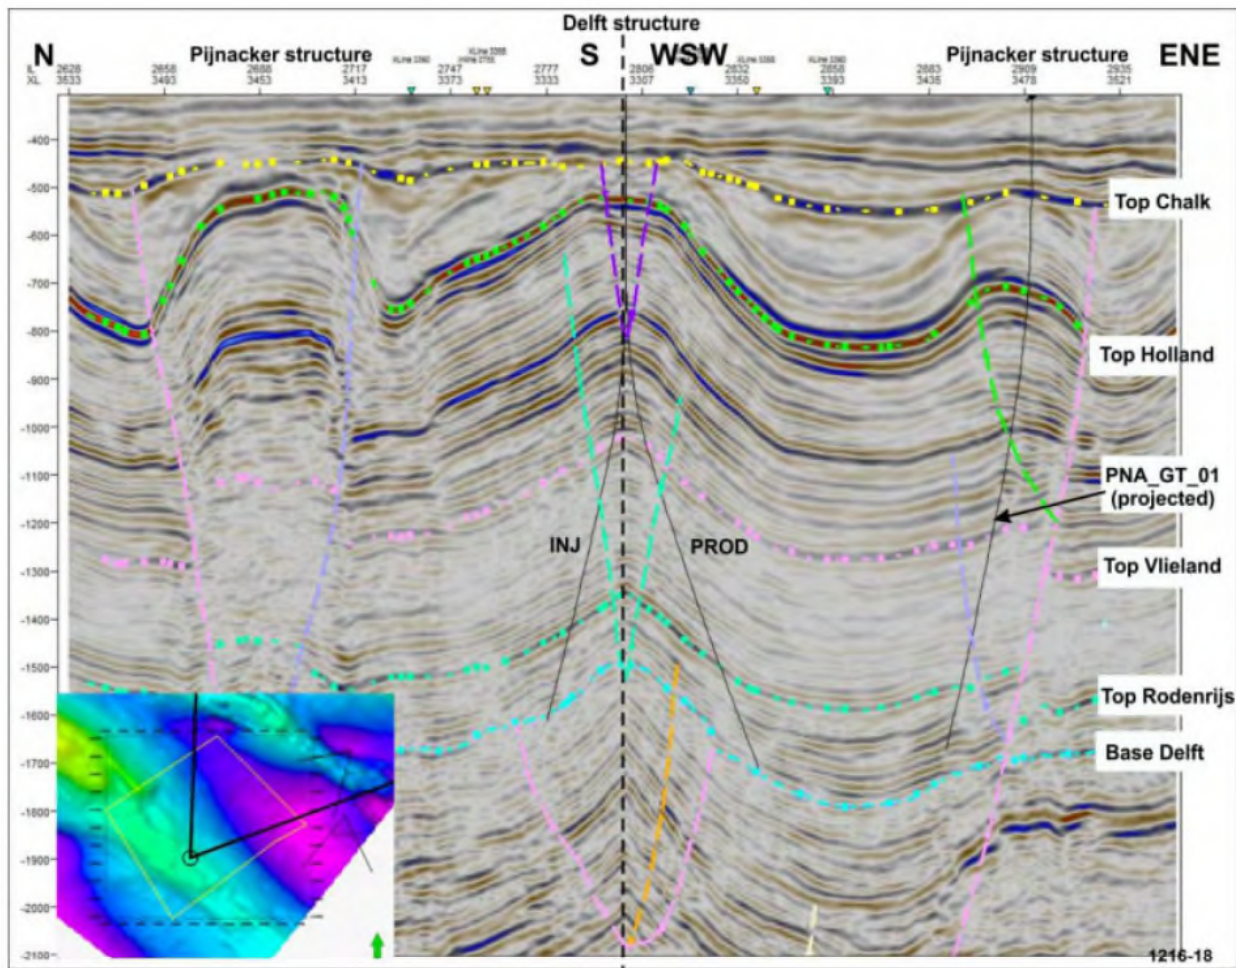 Delft structure
N
Pijnacker structure
S
WSW
Pijnacker structure
ENE
XLine 3355
IL 2628 2658 2688 2717 2747 2777 2806 2832 2858 2883 2909 2935
XL 3533 3493 3453 3413 3373 3333 3307 3350 3393 3435 3478 3521
-400
-500
Top Chalk
-600
-700
-800
Top Holland
-900
-1000
-1100
PNA_GT_01
(projected)
-1200
INJ
PROD
-1300
Top Vlieland
-1400
-1500
Top Rodenrijs
-1600
Base Delft
-1700
-1800
-1900
-2000
-2100
1216-18